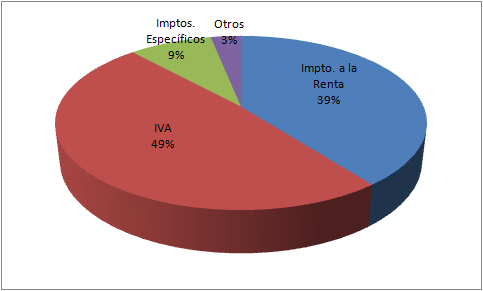 Imptos.
Específicos
9%
Otros
3%
Impto. a la
Renta
39%
IVA
49%